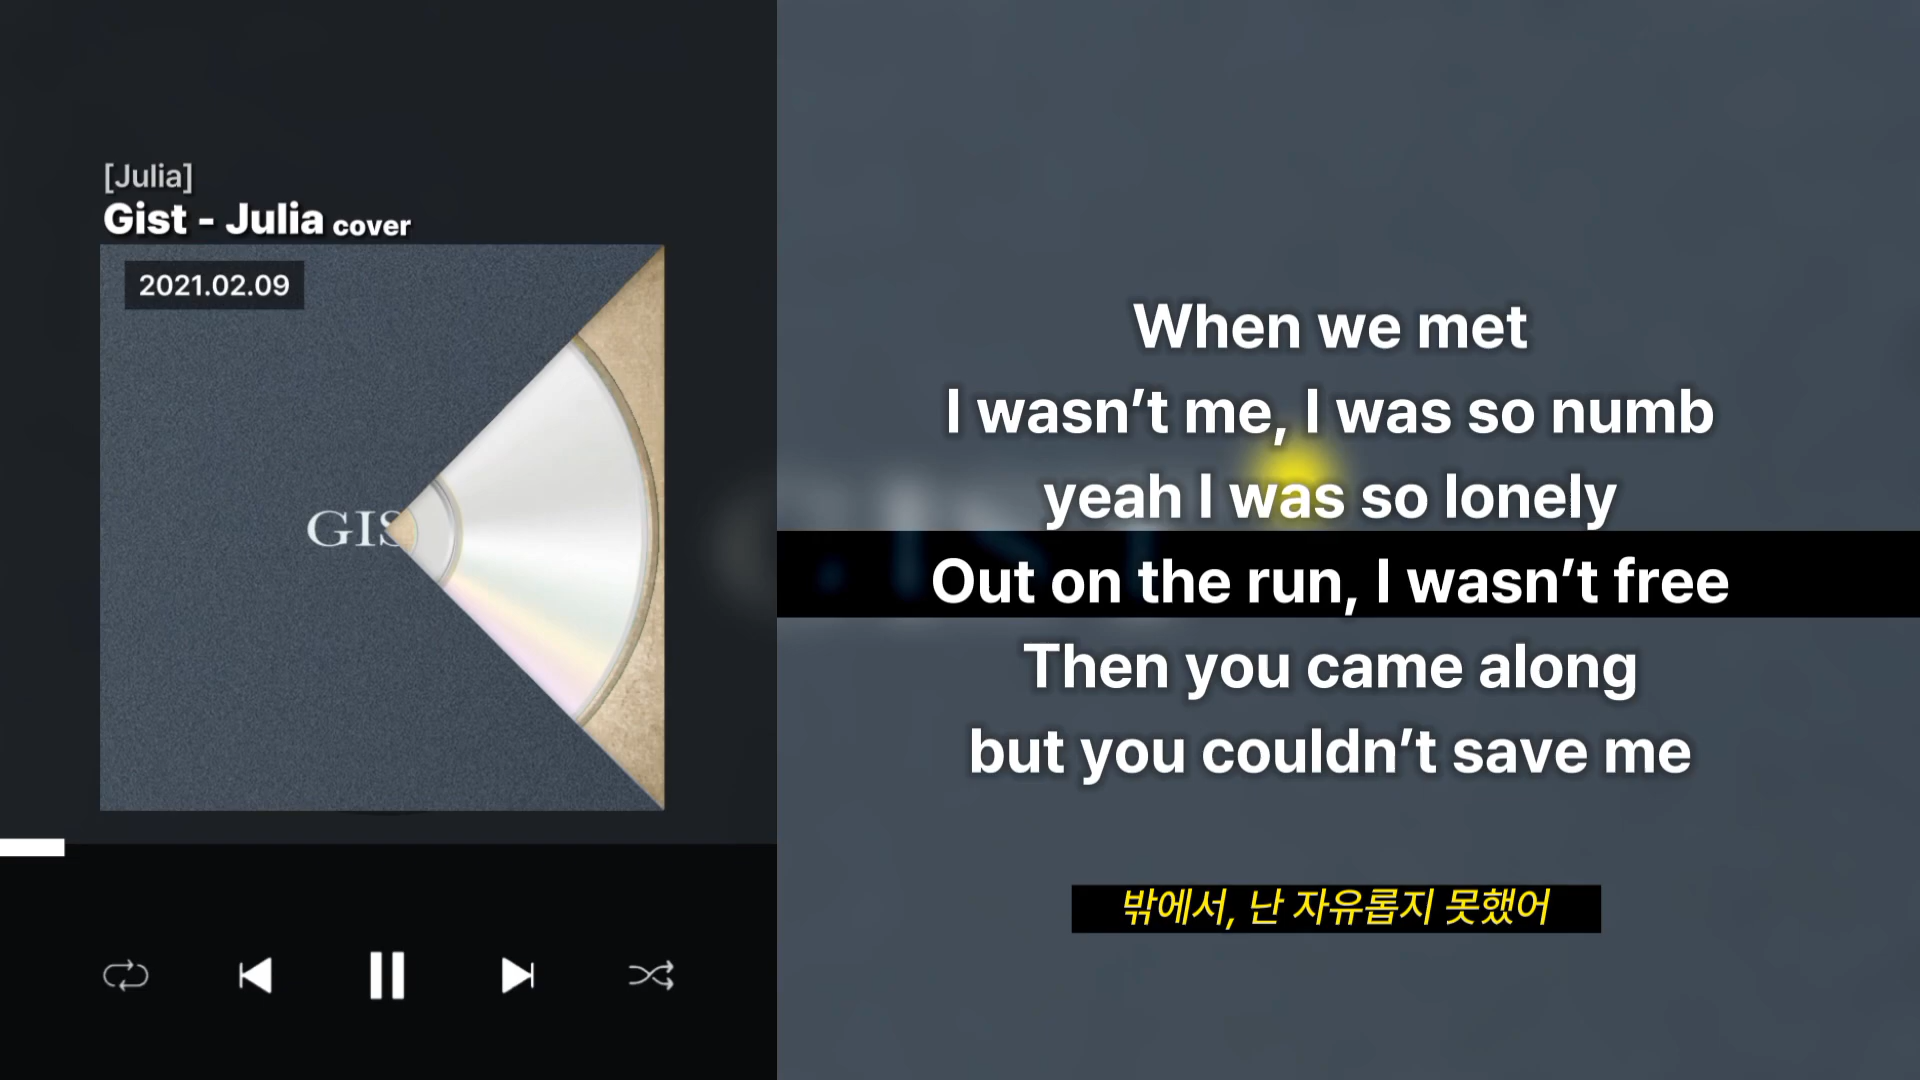 [Julia]
Gist - Julia cover
2021.02.09
GIS
When we met
I wasn’t me, I was so numb
yeah I was so lonely
Out on the run, I wasn’t free
Then you came along
but you couldn’t save me
밖에서, 난 자유롭지 못했어